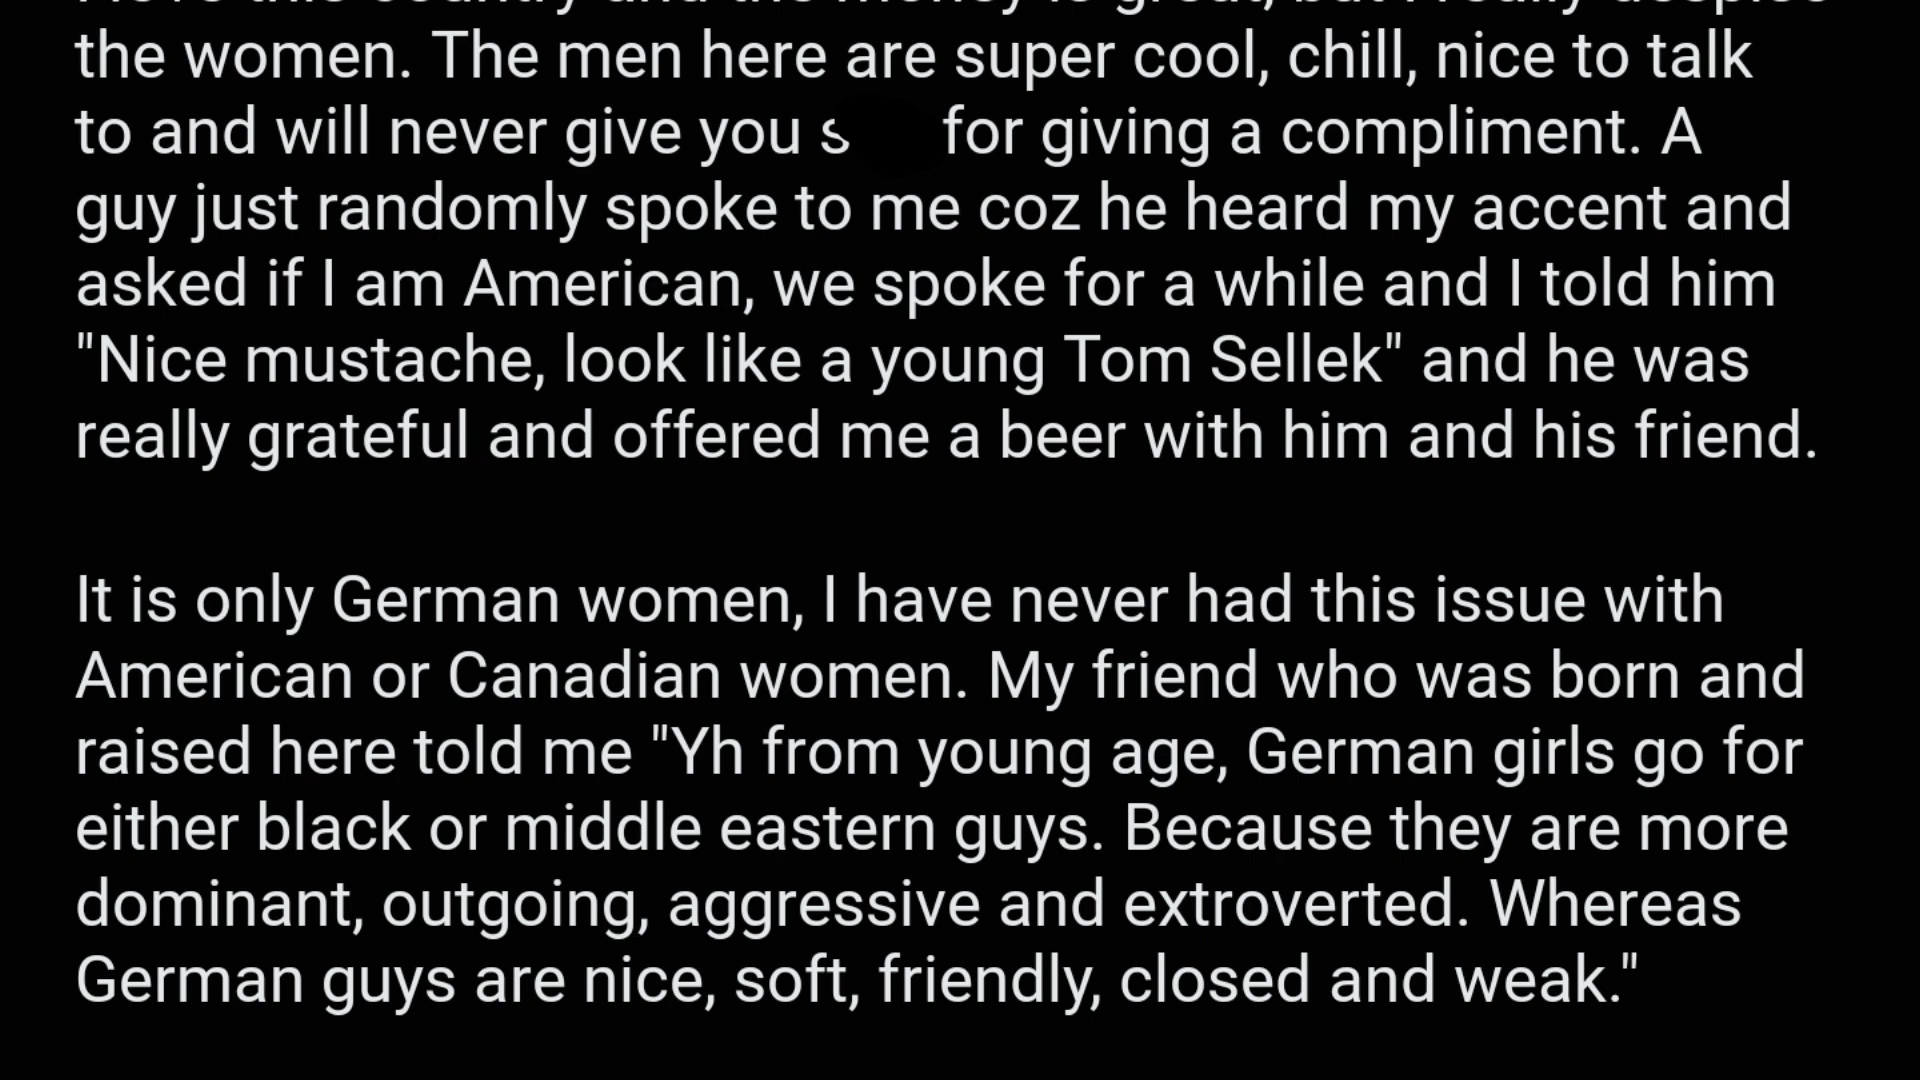 the women. The men here are super cool, chill, nice to talk
to and will never give you s for giving a compliment. A
guy just randomly spoke to me coz he heard my accent and
asked if I am American, we spoke for a while and I told him
"Nice mustache, look like a young Tom Sellek" and he was
really grateful and offered me a beer with him and his friend.
It is only German women, I have never had this issue with
American or Canadian women. My friend who was born and
raised here told me "Yh from young age, German girls go for
either black or middle eastern guys. Because they are more
dominant, outgoing, aggressive and extroverted. Whereas
German guys are nice, soft, friendly, closed and weak."